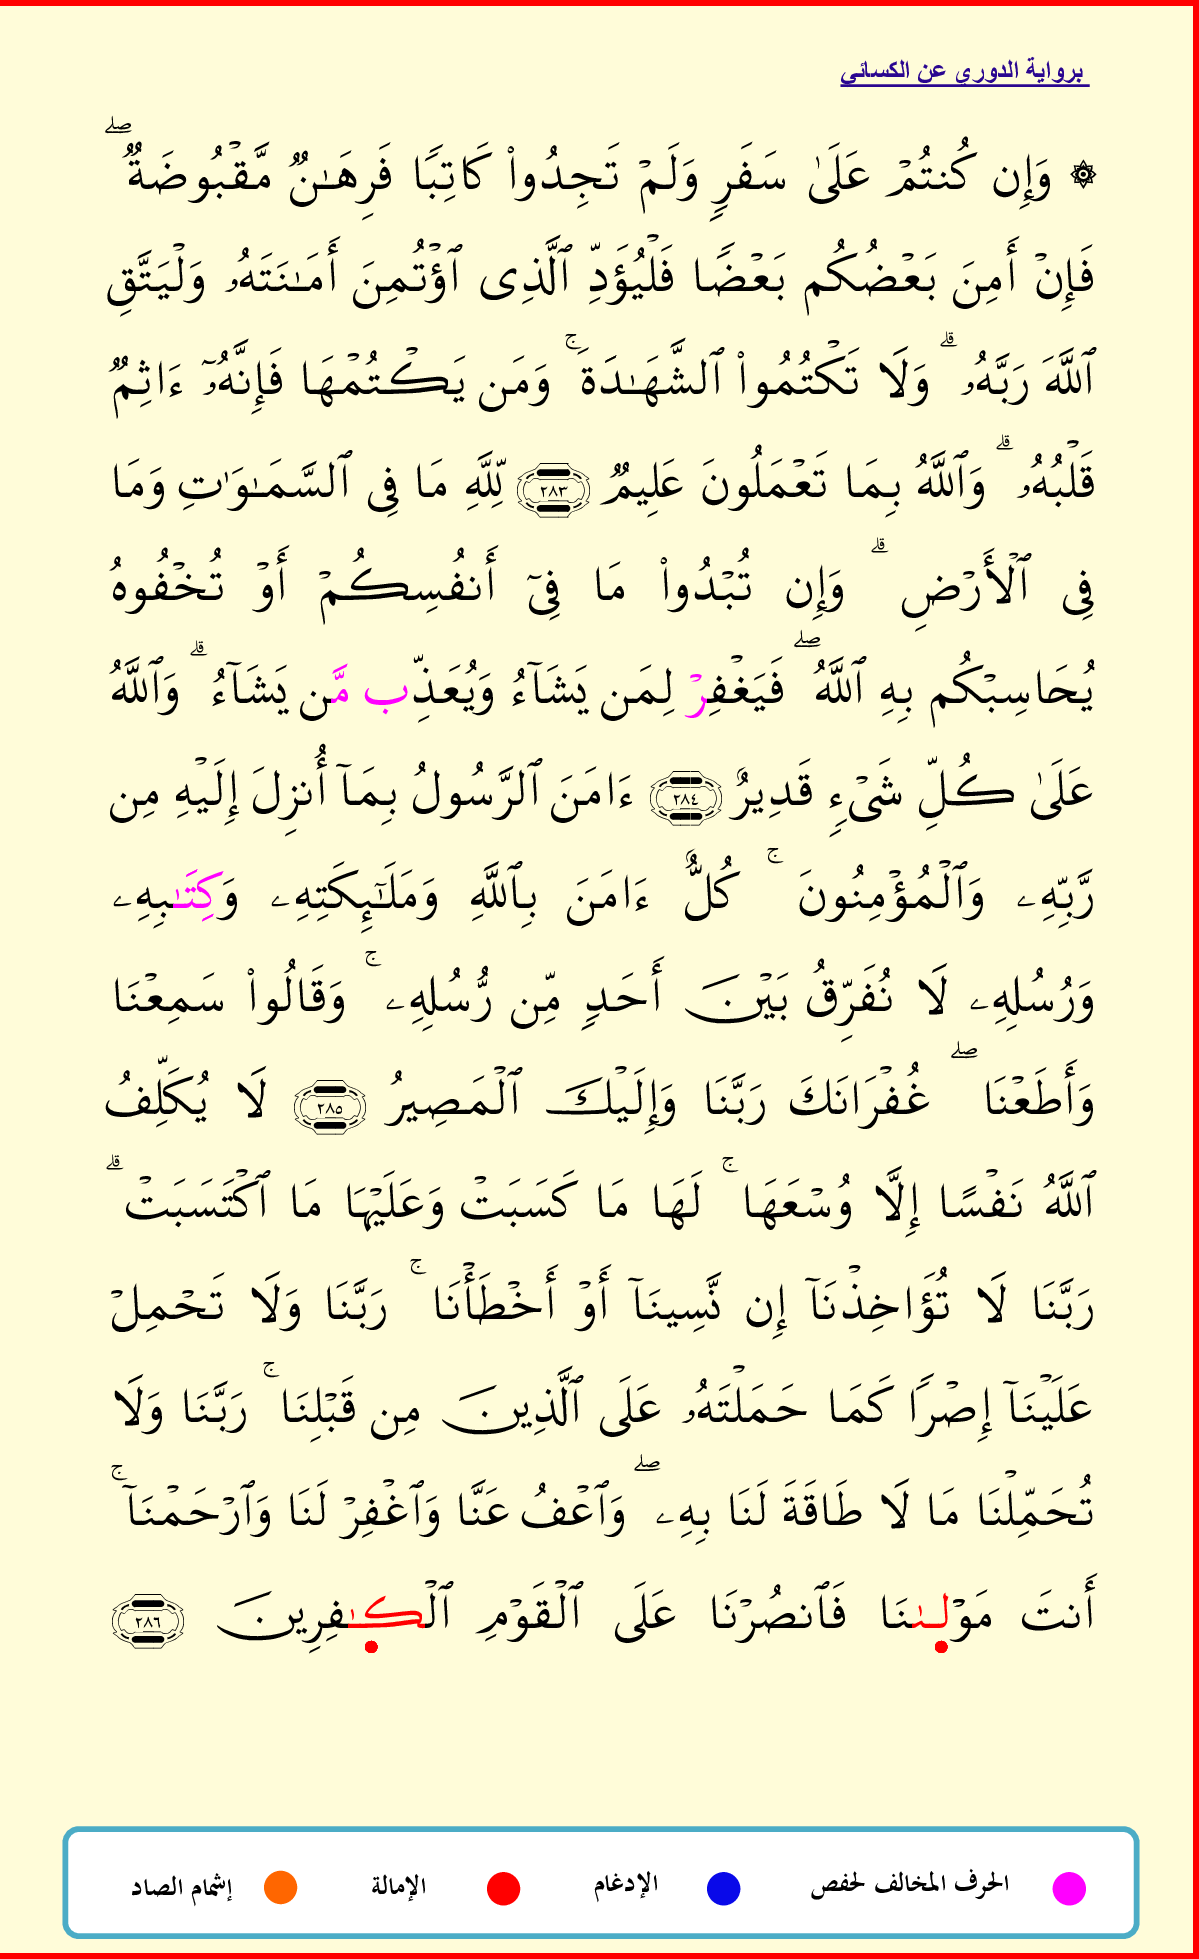 برواية الدوري عن الكسائي
۞ وَإِن كُنتُمۡ عَلَىٰ سَفَرٖ وَلَمۡ تَجِدُواْ كَاتِبٗا فَرِهَٰنٞ مَّقۡبُوضَةٞۖ
فَإِنۡ أَمِنَ بَعۡضُكُم بَعۡضٗا فَلۡيُؤَدِّ ٱلَّذِي ٱؤۡتُمِنَ أَمَٰنَتَهُۥ وَلۡيَتَّقِ
ٱللَّهَ رَبَّهُۥۗ وَلَا تَكۡتُمُواْ ٱلشَّهَٰدَةَۚ وَمَن يَكۡتُمۡهَا فَإِنَّهُۥٓ ءَاثِمٞ
قَلۡبُهُۥۗ وَٱللَّهُ بِمَا تَعۡمَلُونَ عَلِيمٞ ٢٨٣ لِّلَّهِ مَا فِي ٱلسَّمَٰوَٰتِ وَمَا
فِي ٱلۡأَرۡضِۗ وَإِن تُبۡدُواْ مَا فِيٓ أَنفُسِكُمۡ أَوۡ تُخۡفُوهُ
يُحَاسِبۡكُم بِهِ ٱللَّهُۖ فَيَغۡفِرۡ لِمَن يَشَآءُ وَيُعَذِّب مَّن يَشَآءُۗ وَٱللَّهُ
عَلَىٰ كُلِّ شَيۡءٖ قَدِيرٌ ٢٨٤ ءَامَنَ ٱلرَّسُولُ بِمَآ أُنزِلَ إِلَيۡهِ مِن
رَّبِّهِۦ وَٱلۡمُؤۡمِنُونَۚ كُلٌّ ءَامَنَ بِٱللَّهِ وَمَلَٰٓئِكَتِهِۦ وَكِتَٰبِهِۦ
وَرُسُلِهِۦ لَا نُفَرِّقُ بَيۡنَ أَحَدٖ مِّن رُّسُلِهِۦۚ وَقَالُواْ سَمِعۡنَا
وَأَطَعۡنَاۖ غُفۡرَانَكَ رَبَّنَا وَإِلَيۡكَ ٱلۡمَصِيرُ ٢٨٥ لَا يُكَلِّفُ
ٱللَّهُ نَفۡسًا إِلَّا وُسۡعَهَاۚ لَهَا مَا كَسَبَتۡ وَعَلَيۡهَا مَا ٱكۡتَسَبَتۡۗ
رَبَّنَا لَا تُؤَاخِذۡنَآ إِن نَّسِينَآ أَوۡ أَخۡطَأۡنَاۚ رَبَّنَا وَلَا تَحۡمِلۡ
عَلَيۡنَآ إِصۡرٗا كَمَا حَمَلۡتَهُۥ عَلَى ٱلَّذِينَ مِن قَبۡلِنَاۚ رَبَّنَا وَلَا
تُحَمِّلۡنَا مَا لَا طَاقَةَ لَنَا بِهِۦۖ وَٱعۡفُ عَنَّا وَٱغۡفِرۡ لَنَا وَٱرۡحَمۡنَآۚ
أَنتَ مَوۡلَىٰنَا فَٱنصُرۡنَا عَلَى ٱلۡقَوۡمِ ٱلۡكَٰفِرِينَ ٢٨٦
الحرف المخالف لحفص الإدغام الإمالة إشمام الصاد